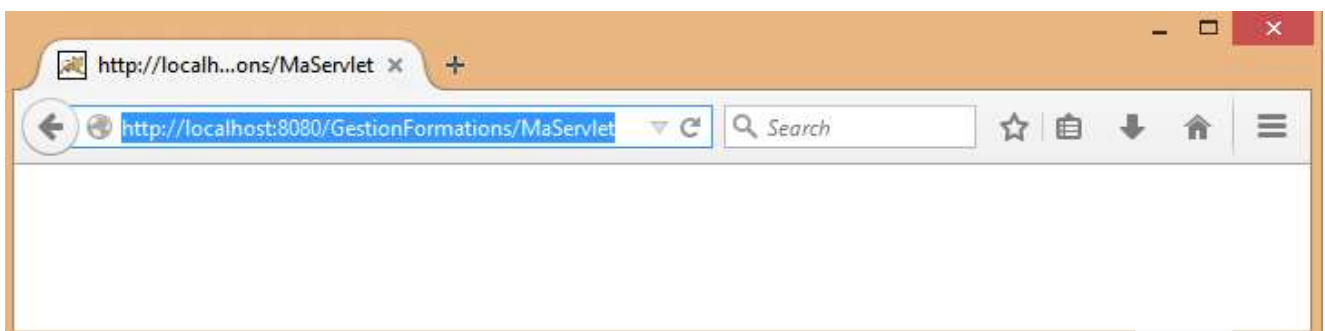 http://localh...ons/MaServlet
http://localhost:8080/GestionFormations/MaServlet Search